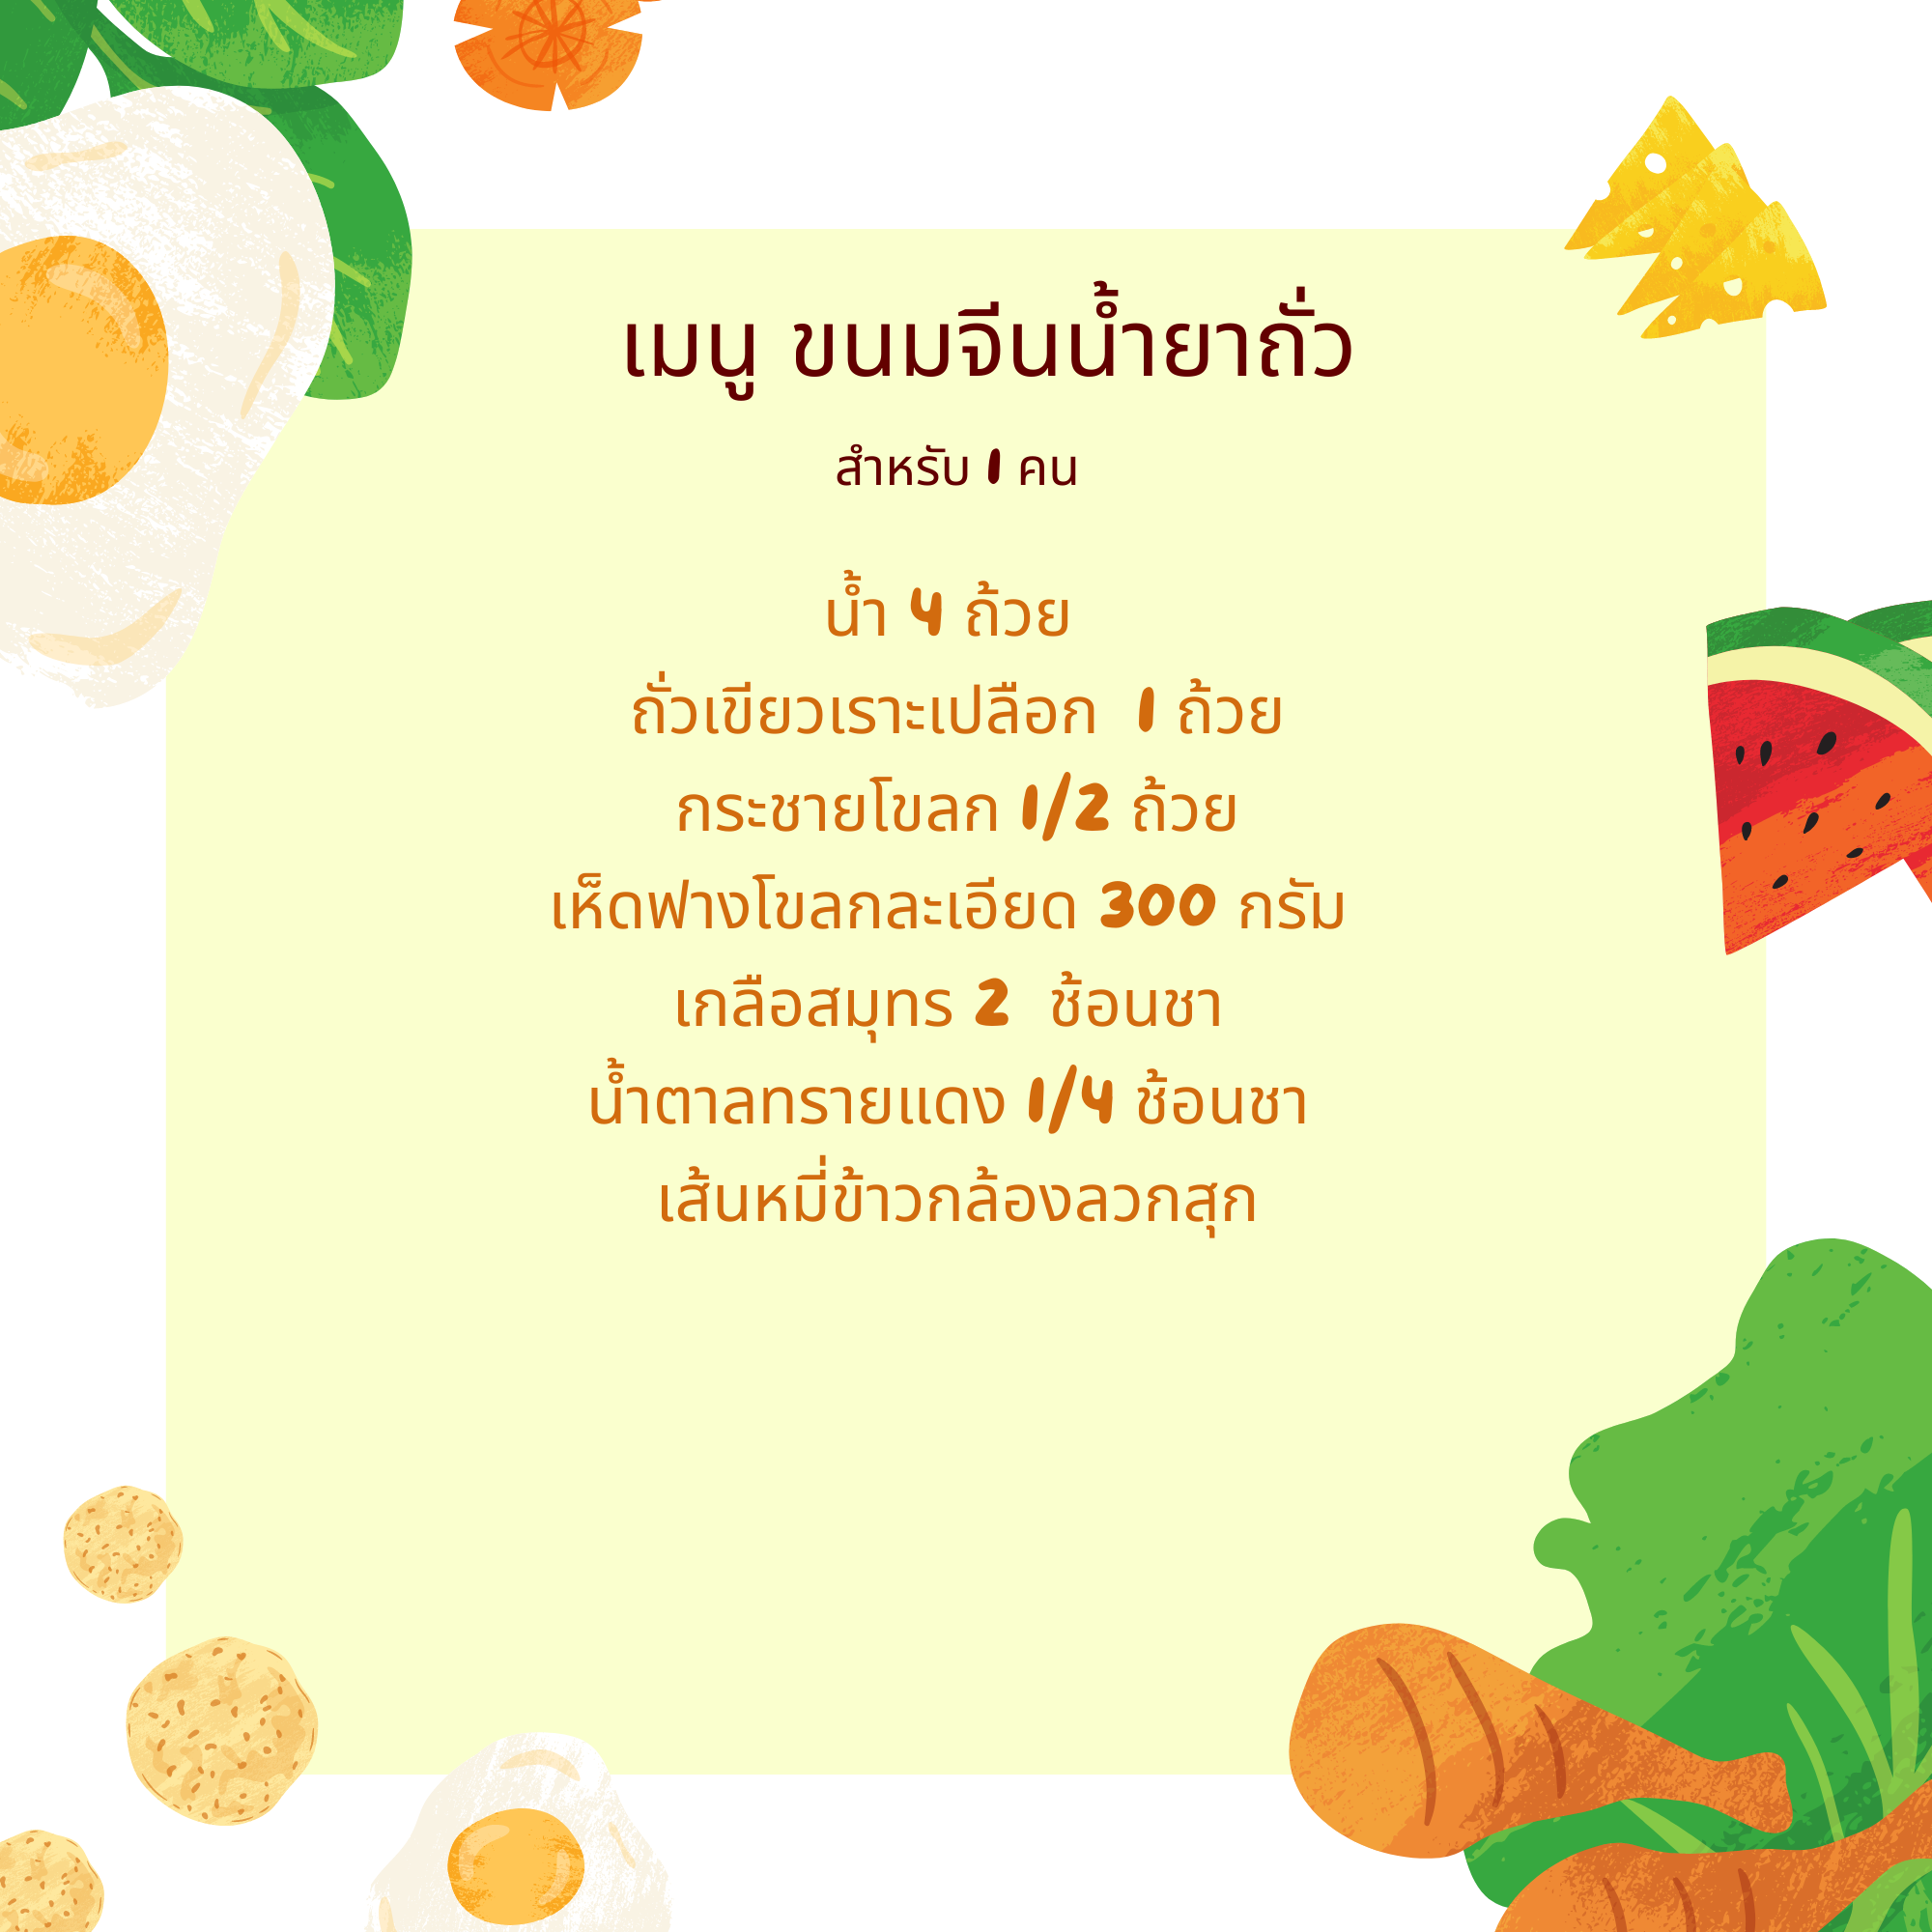 เมนู ขนมจีนน้ำยาถั่ว
สำหรับ 1 คน
น้ำ 4 ถ้วย
ถั่วเขียวเราะเปลือก 1 ถ้วย
กระชายโขลก 1/2 ถ้วย
เห็ดฟางโขลกละเอียด 300 กรัม
เกลือสมุทร 2 ช้อนชา
น้ำตาลทรายแดง 1/4 ช้อนชา
เส้นหมี่ข้าวกล้องลวกสุก